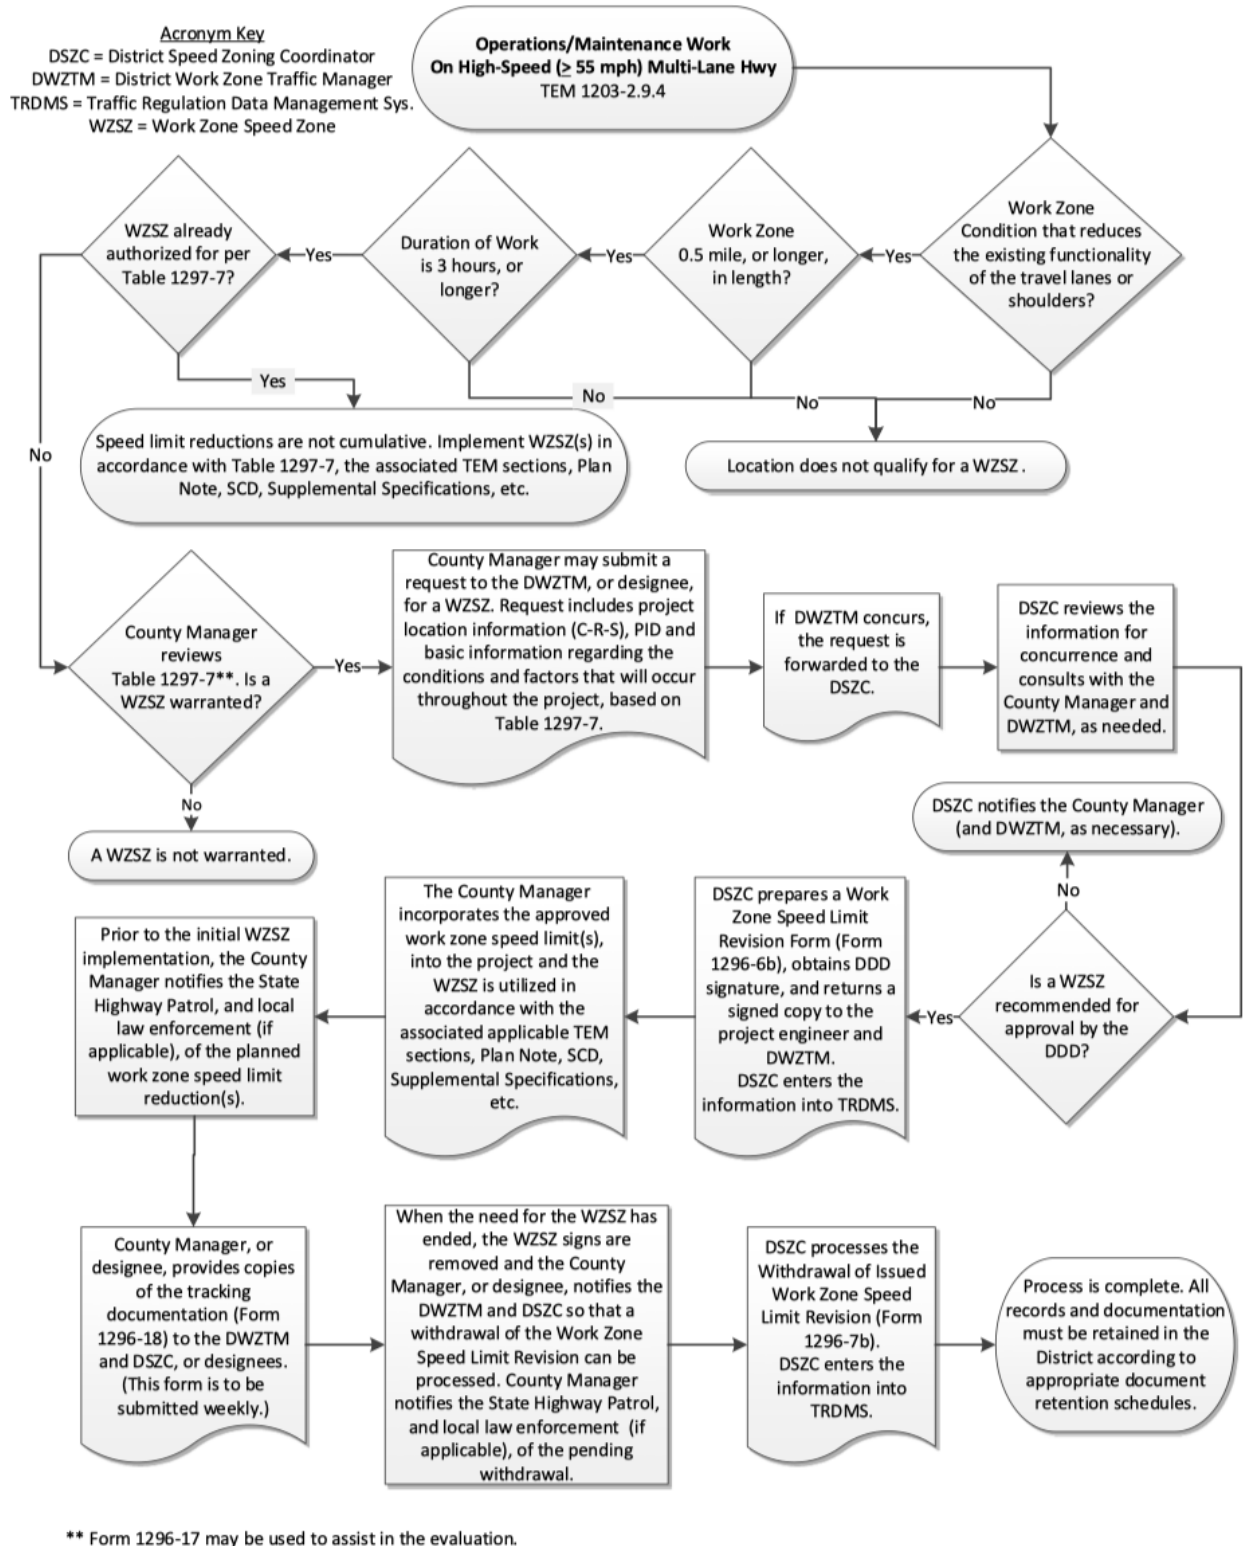 Acronym Key
DSZC = District Speed Zoning Coordinator
DWZTM = District Work Zone Traffic Manager
TRDMS = Traffic Regulation Data Management Sys.
WZSZ = Work Zone Speed Zone
Operations/Maintenance Work
On High-Speed (≥ 55 mph) Multi-Lane Hwy
TEM 1203-2.9.4
Work Zone
Condition that reduces
the existing functionality
of the travel lanes or
shoulders?
Yes
No
Work Zone
0.5 mile, or longer,
in length?
Yes
No
Duration of Work
is 3 hours, or
longer?
Yes
No
WZSZ already
authorized for per
Table 1297-7?
Yes
No
Speed limit reductions are not cumulative. Implement WZSZ(s) in
accordance with Table 1297-7, the associated TEM sections, Plan
Note, SCD, Supplemental Specifications, etc.
Location does not qualify for a WZSZ.
County Manager
reviews
Table 1297-7**. Is a
WZSZ warranted?
Yes
No
A WZSZ is not warranted.
County Manager may submit a
request to the DWZTM, or designee,
for a WZSZ. Request includes project
location information (C-R-S), PID and
basic information regarding the
conditions and factors that will occur
throughout the project, based on
Table 1297-7.
If DWZTM concurs,
the request is
forwarded to the
DSZC.
DSZC reviews the
information for
concurrence and
consults with the
County Manager and
DWZTM, as needed.
Is a WZSZ
recommended for
approval by the
DDD?
No
DSZC notifies the County Manager
(and DWZTM, as necessary).
Yes
DSZC prepares a Work
Zone Speed Limit
Revision Form (Form
1296-6b), obtains DDD
signature, and returns a
signed copy to the
project engineer and
DWZTM.
DSZC enters the
information into TRDMS.
The County Manager
incorporates the approved
work zone speed limit(s),
into the project and the
WZSZ is utilized in
accordance with the
associated applicable TEM
sections, Plan Note, SCD,
Supplemental Specifications,
etc.
Prior to the initial WZSZ
implementation, the County
Manager notifies the State
Highway Patrol, and local
law enforcement (if
applicable), of the planned
work zone speed limit
reduction(s).
County Manager, or
designee, provides copies
of the tracking
documentation (Form
1296-18) to the DWZTM
and DSZC, or designees.
(This form is to be
submitted weekly.)
When the need for the WZSZ has
ended, the WZSZ signs are
removed and the County
Manager, or designee, notifies the
DWZTM and DSZC so that a
withdrawal of the Work Zone
Speed Limit Revision can be
processed. County Manager
notifies the State Highway Patrol,
and local law enforcement (if
applicable), of the pending
withdrawal.
DSZC processes the
Withdrawal of Issued
Work Zone Speed
Limit Revision (Form
1296-7b).
DSZC enters the
information into
TRDMS.
Process is complete. All
records and documentation
must be retained in the
District according to
appropriate document
retention schedules.
** Form 1296-17 may be used to assist in the evaluation.